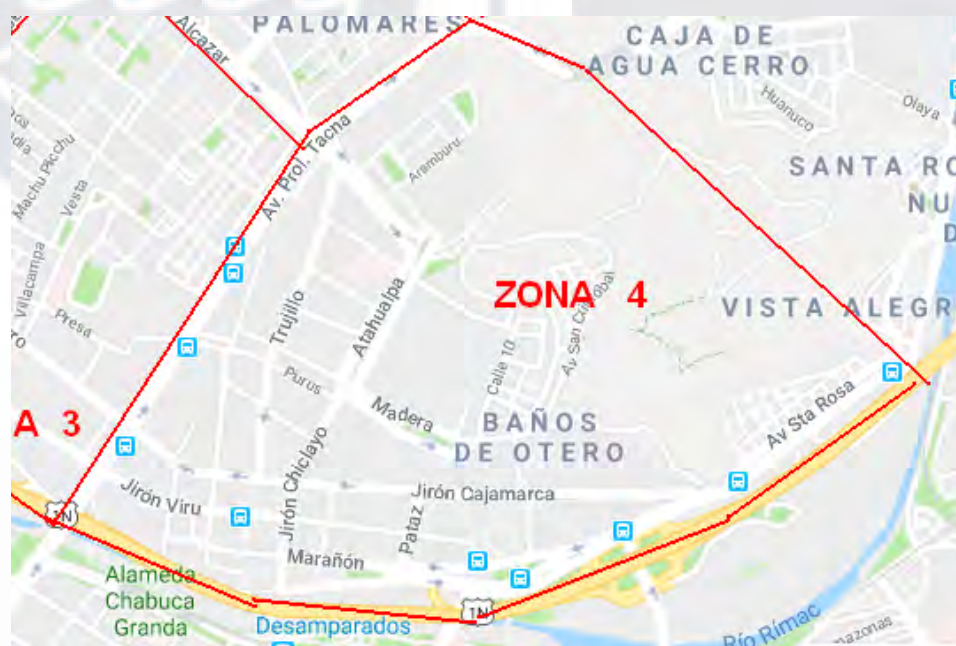 PALOMARES
Alcazar
CAJA DE
AGUA CERRO
Huanuco
Olaya
Av. Prol. Tacna
Aramburu
Machu Picchu
Vesta
SANTA RO
NU
D
Villacampa
Presa
Trujillo
Atahualpa
ZONA 4
Av San Cristobal
VISTA ALEGR
Calle 10
Purus
Madera
BAÑOS
DE OTERO
Av Sta Rosa
A 3
Jirón Chiclayo
Jirón Viru
Jirón Cajamarca
Pataz
1N
Marañón
Alameda
Chabuca
Granda
Desamparados
1N
Río Rímac
mazonas